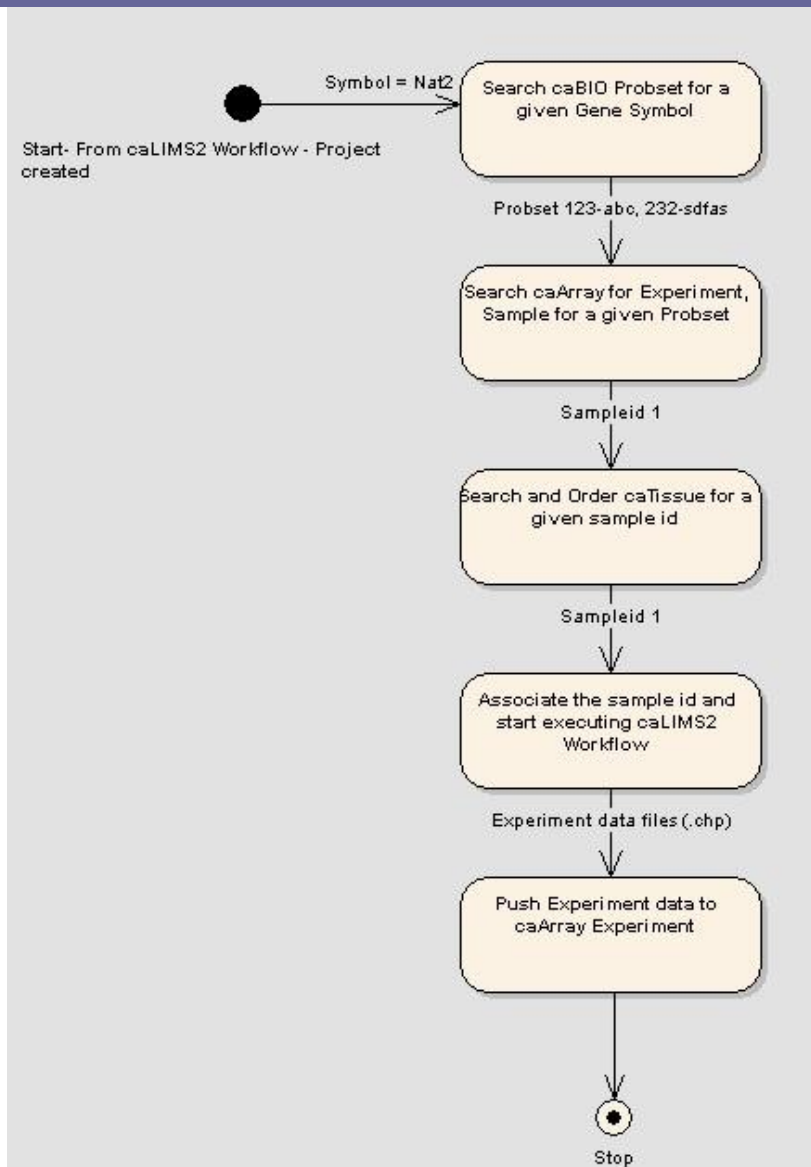 Symbol = Nat2
Search caBIO Probset for a
given Gene Symbol
Start- From caLIMS2 Workflow - Project
created
Probset 123-abc, 232-sdfas
Search caArray for Experiment,
Sample for a given Probset
Sampleid 1
Search and Order caTissue for a
given sample id
Sampleid 1
Associate the sample id and
start executing caLIMS2
Workflow
Experiment data files (.chp)
Push Experiment data to
caArray Experiment
Stop